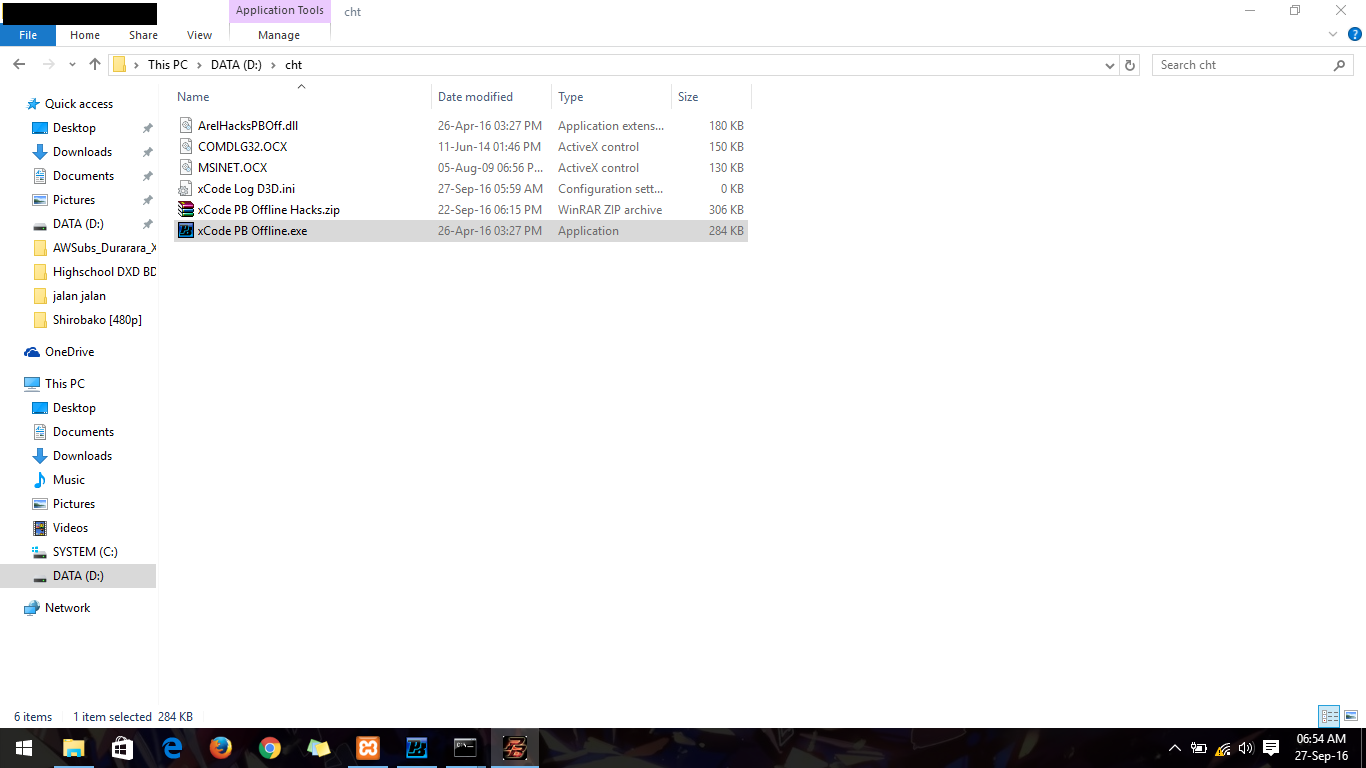 Application Tools
cht
File
Home
Share
View
Manage
This PC
DATA (D:)
cht
Search cht
Name
Date modified
Type
Size
ArelHacksPBOff.dll 26-Apr-16 03:27 PM Application extens... 180 KB
COMDLG32.OCX 11-Jun-14 01:46 PM ActiveX control 150 KB
MSINET.OCX 05-Aug-09 06:56 P... ActiveX control 130 KB
xCode Log D3D.ini 27-Sep-16 05:59 AM Configuration sett... 0 KB
xCode PB Offline Hacks.zip 22-Sep-16 06:15 PM WinRAR ZIP archive 306 KB
xCode PB Offline.exe 26-Apr-16 03:27 PM Application 284 KB
Quick access
Desktop
Downloads
Documents
Pictures
DATA (D:)
AWSubs_Durarara_X
Highschool DXD BD
jalan jalan
Shirobako [480p]
OneDrive
This PC
Desktop
Documents
Downloads
Music
Pictures
Videos
SYSTEM (C:)
DATA (D:)
Network
6 items
1 item selected 284 KB
06:54 AM
27-Sep-16